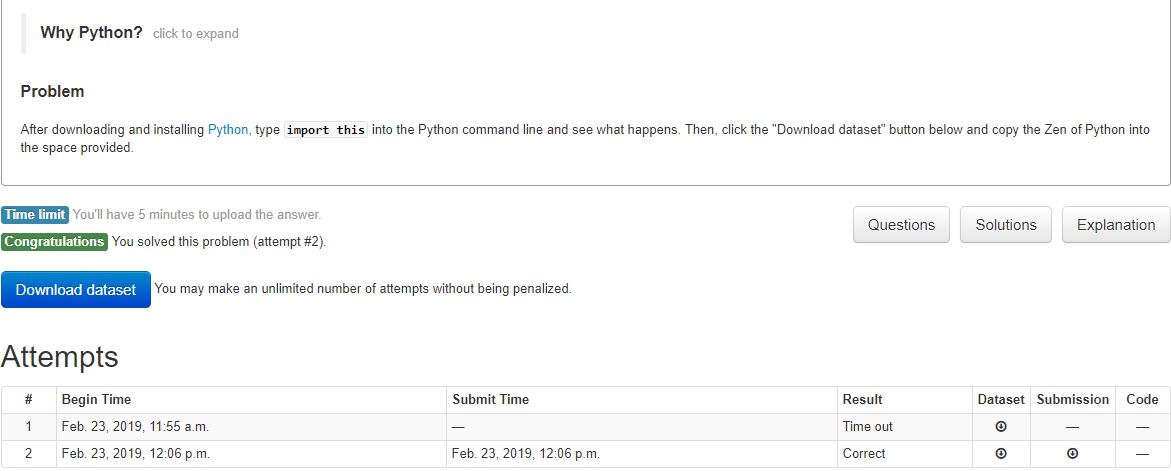 Why Python? click to expand
Problem
After downloading and installing Python, type import this into the Python command line and see what happens. Then, click the "Download dataset" button below and copy the Zen of Python into
the space provided.
Time limit You'll have 5 minutes to upload the answer.
Questions Solutions Explanation
Congratulations You solved this problem (attempt #2).
Download dataset You may make an unlimited number of attempts without being penalized.
Attempts
# Begin Time Submit Time Result Dataset Submission Code
1 Feb. 23, 2019, 11:55 a.m. — Time out — —
2 Feb. 23, 2019, 12:06 p.m. Feb. 23, 2019, 12:06 p.m. Correct —